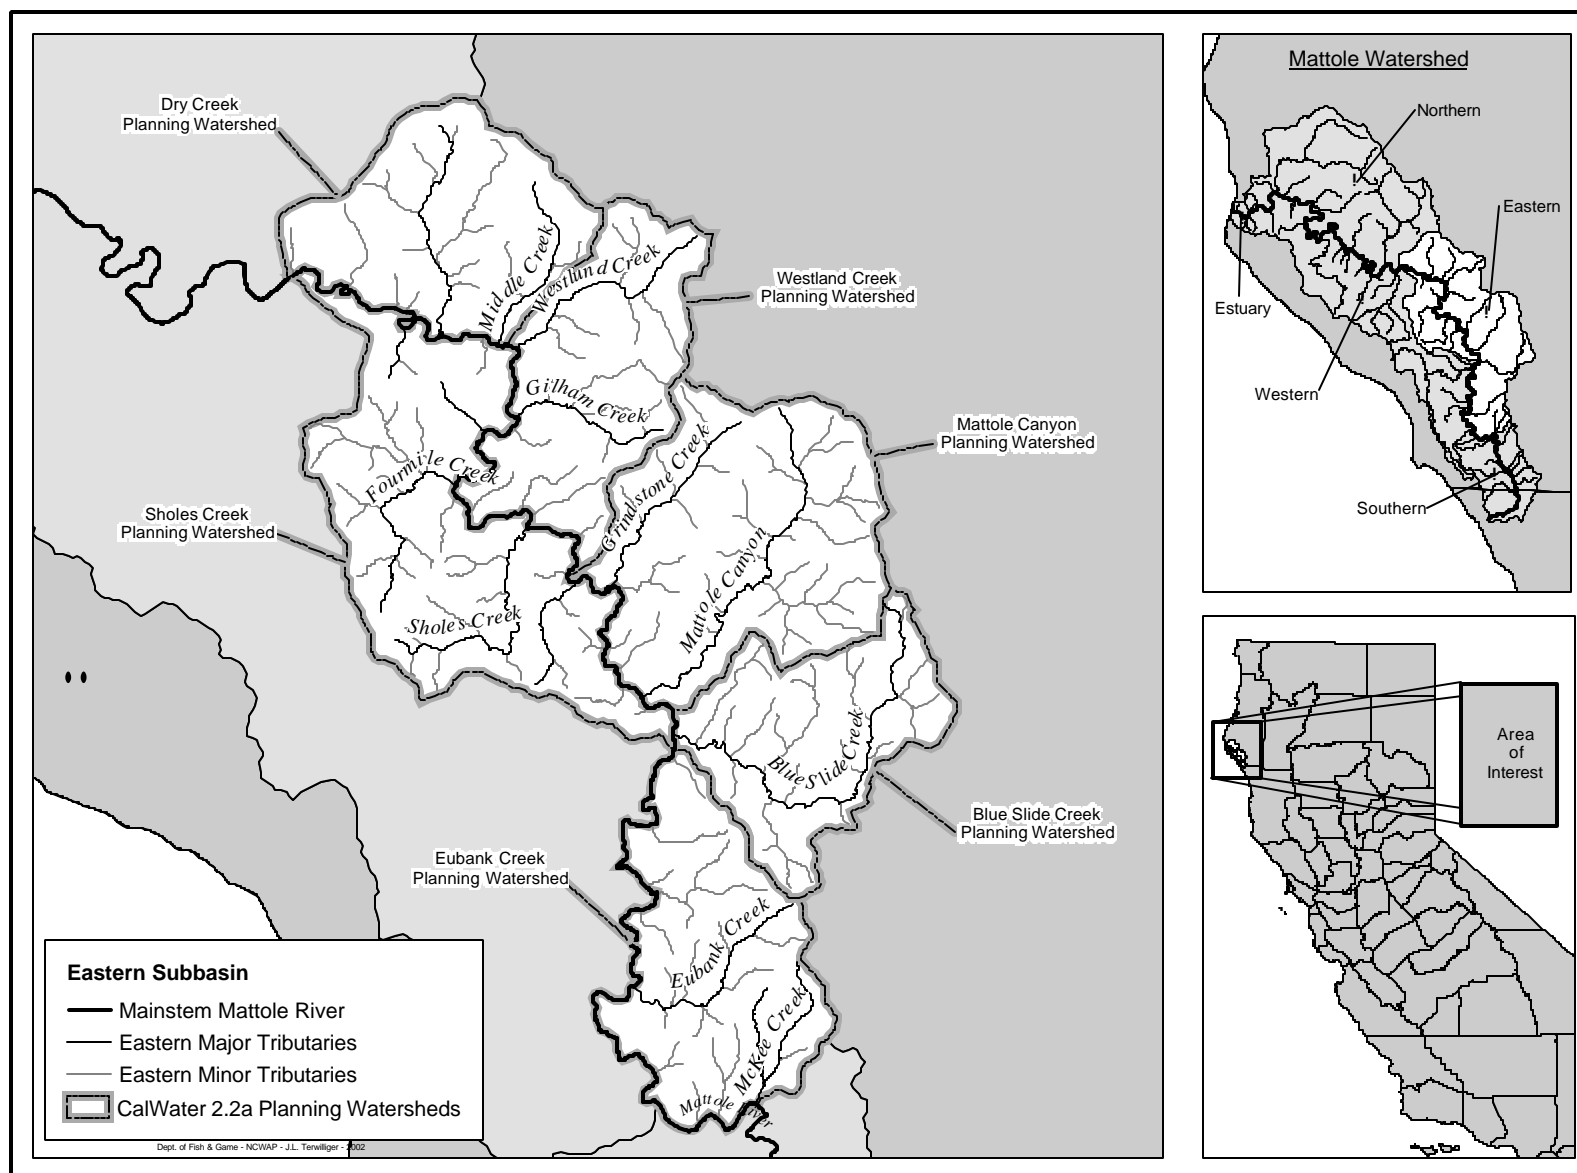 Dry Creek
Planning Watershed
Middle Creek
Westlund Creek
Westland Creek
Planning Watershed
Gilham Creek
Mattole Canyon
Planning Watershed
Grindstone Creek
Fourmile Creek
Sholes Creek
Planning Watershed
Mattole Canyon
Sholes Creek
Blue Slide Creek
Blue Slide Creek
Planning Watershed
Eubank Creek
Planning Watershed
Eubank Creek
McKee Creek
Mattole River
Eastern Subbasin
Mainstem Mattole River
Eastern Major Tributaries
Eastern Minor Tributaries
CalWater 2.2a Planning Watersheds
Dept. of Fish & Game - NCWAP - J.L. Terwilliger - 2002
Mattole Watershed
Northern
Eastern
Estuary
Western
Southern
Area
of
Interest